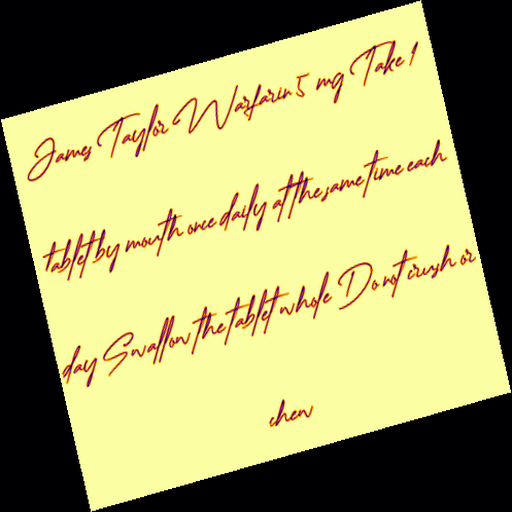 James Taylor Warfarin 5 mg Take 1
tablet by mouth once daily at the same time each
day Swallow the tablet whole Do not crush or
chew